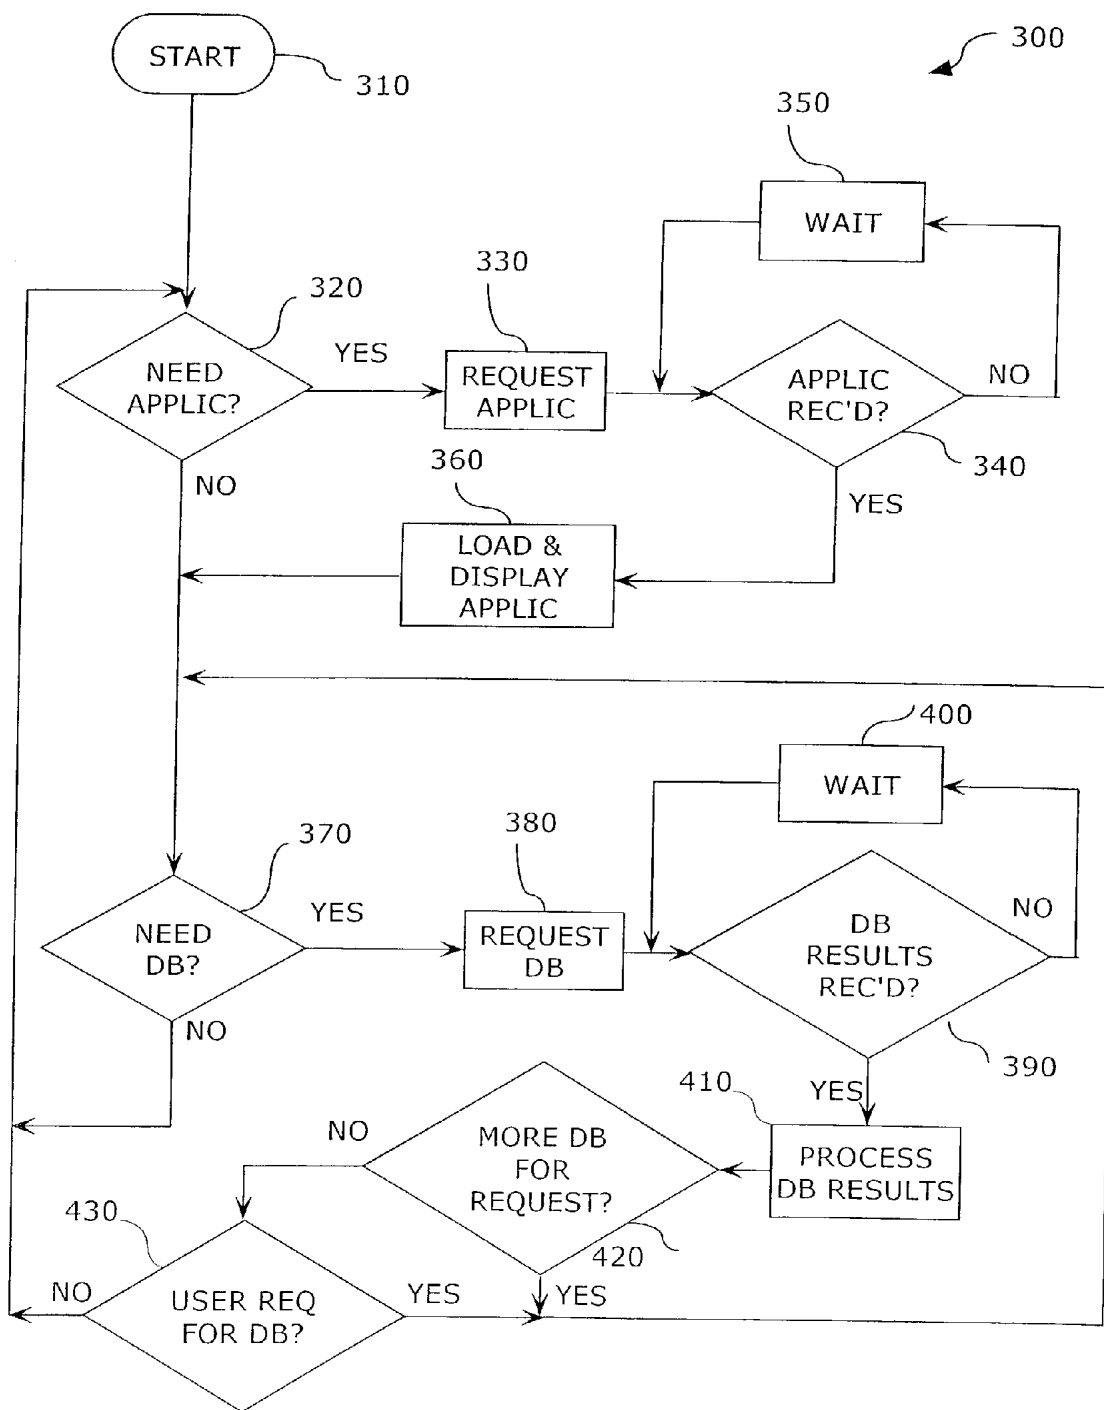 START
310
300
350
WAIT
320
330
NEED
APPLIC?
YES
REQUEST
APPLIC
APPLIC
REC'D?
NO
340
NO
360
YES
LOAD &
DISPLAY
APPLIC
400
WAIT
370
380
NEED
DB?
YES
REQUEST
DB
DB
RESULTS
REC'D?
NO
NO
390
YES
410
NO
MORE DB
FOR
REQUEST?
PROCESS
DB RESULTS
430
420
NO
USER REQ
FOR DB?
YES
YES